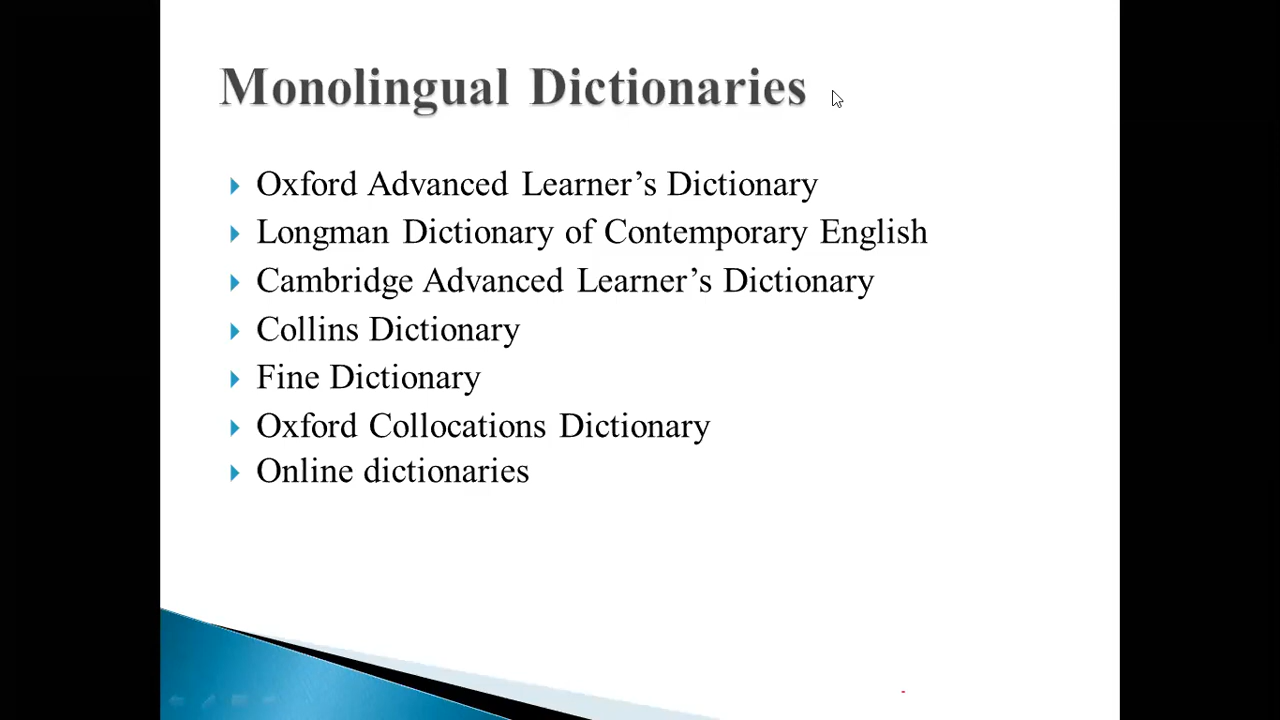 Monolingual Dictionaries
Oxford Advanced Learner’s Dictionary
Longman Dictionary of Contemporary English
Cambridge Advanced Learner’s Dictionary
Collins Dictionary
Fine Dictionary
Oxford Collocations Dictionary
Online dictionaries